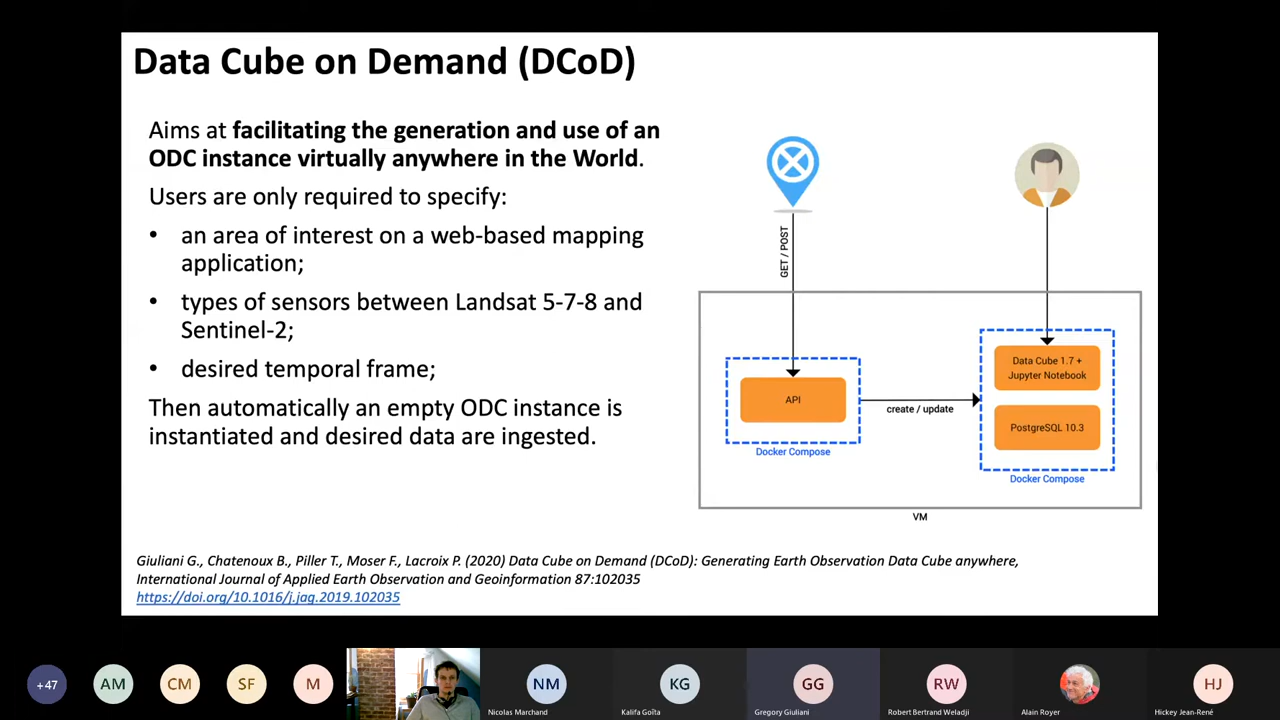 Data Cube on Demand (DCoD)
Aims at facilitating the generation and use of an
ODC instance virtually anywhere in the World.
Users are only required to specify:
• an area of interest on a web-based mapping
application;
• types of sensors between Landsat 5-7-8 and
Sentinel-2;
• desired temporal frame;
Then automatically an empty ODC instance is
instantiated and desired data are ingested.
GET / POST
API
Docker Compose
create / update
Data Cube 1.7 +
Jupyter Notebook
PostgreSQL 10.3
Docker Compose
VM
Giuliani G., Chatenoux B., Piller T., Moser F., Lacroix P. (2020) Data Cube on Demand (DCoD): Generating Earth Observation Data Cube anywhere,
International Journal of Applied Earth Observation and Geoinformation 87:102035
https://doi.org/10.1016/j.jag.2019.102035
+47
AM
CM
SF
M
NM
Nicolas Marchand
KG
Kalifa Goïta
GG
Gregory Giuliani
RW
Robert Bertrand Weladji
Alain Royer
HJ
Hickey Jean-René